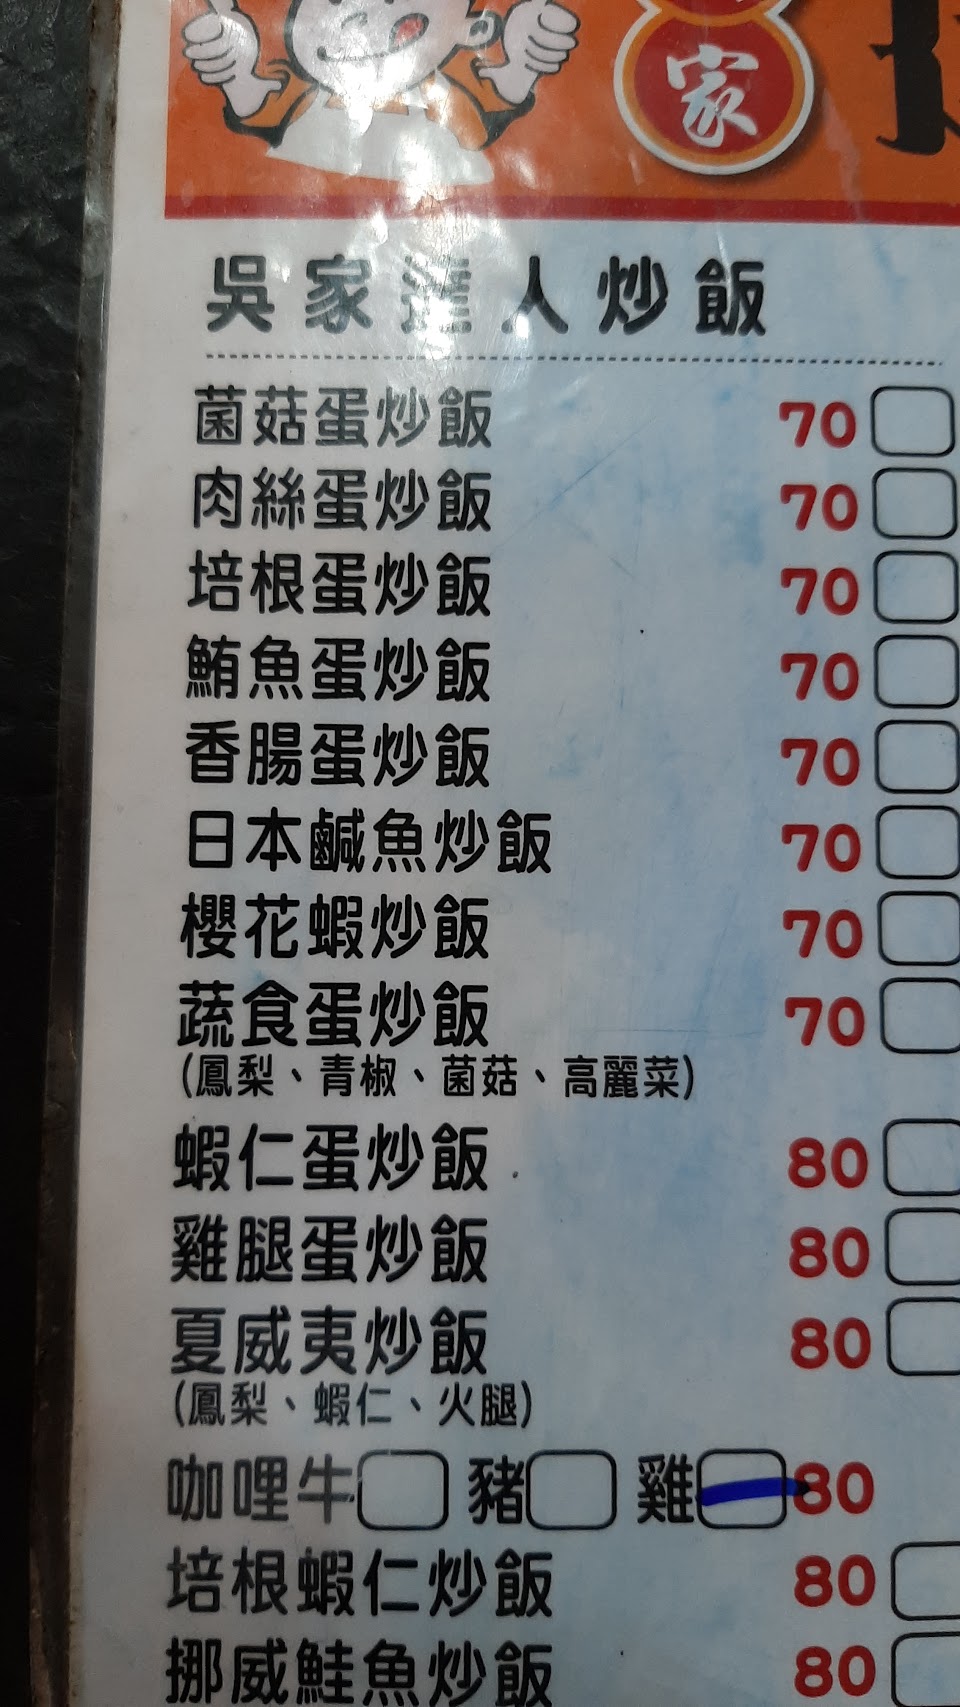 家
吳家達人炒飯
菌菇蛋炒飯 70
肉絲蛋炒飯 70
培根蛋炒飯 70
鮪魚蛋炒飯 70
香腸蛋炒飯 70
日本鹹魚炒飯 70
櫻花蝦炒飯 70
蔬食蛋炒飯 70
(鳳梨、青椒、菌菇、高麗菜)
蝦仁蛋炒飯 80
雞腿蛋炒飯 80
夏威夷炒飯 80
(鳳梨、蝦仁、火腿)
咖哩牛 豬 雞 80
培根蝦仁炒飯 80
挪威鮭魚炒飯 80